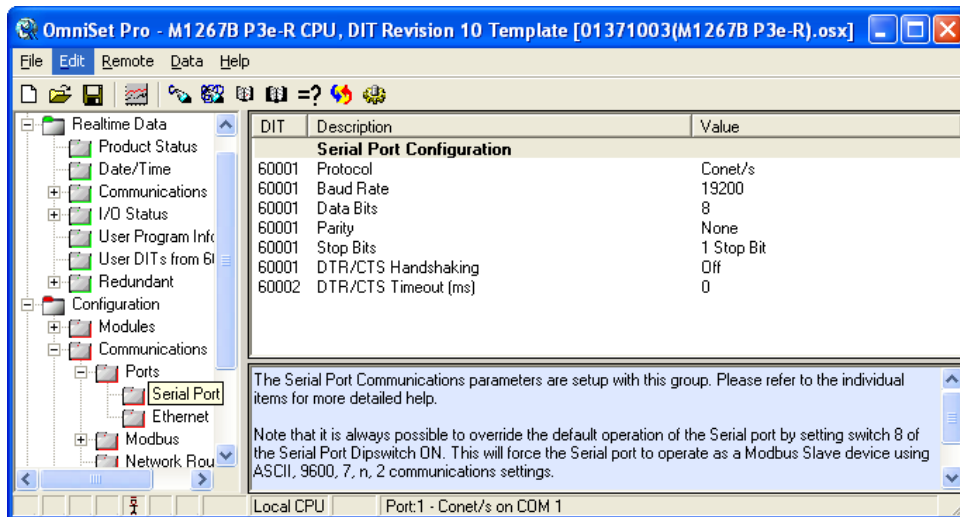 OmniSet Pro - M1267B P3e-R CPU, DIT Revision 10 Template [01371003(M1267B P3e-R).osx]
File Edit Remote Data Help
=?
Realtime Data
Product Status
Date/Time
Communications
I/O Status
User Program Info
User DITs from 6
Redundant
Configuration
Modules
Communications
Ports
Serial Port
Ethernet
Modbus
Network Rou
DIT Description Value
Serial Port Configuration
60001 Protocol Conet/s
60001 Baud Rate 19200
60001 Data Bits 8
60001 Parity None
60001 Stop Bits 1 Stop Bit
60001 DTR/CTS Handshaking Off
60002 DTR/CTS Timeout (ms) 0
The Serial Port Communications parameters are setup with this group. Please refer to the individual
items for more detailed help.
Note that it is always possible to override the default operation of the Serial port by setting switch 8 of
the Serial Port Dipswitch ON. This will force the Serial port to operate as a Modbus Slave device using
ASCII, 9600, 7, n, 2 communications settings.
Local CPU Port:1 - Conet/s on COM 1